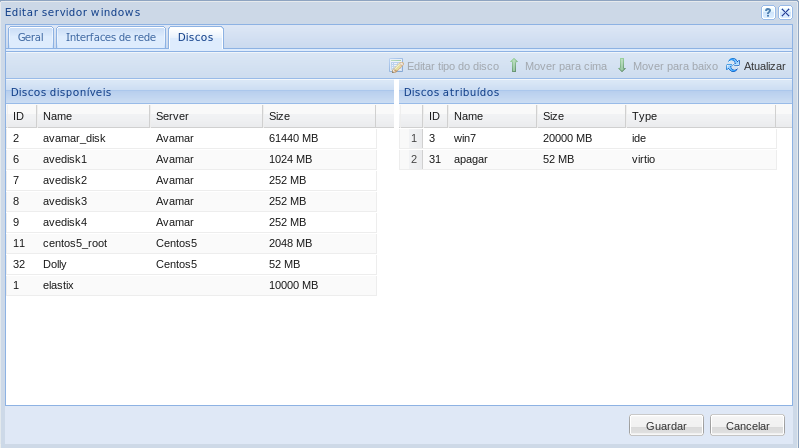 Editar servidor windows
Geral Interfaces de rede Discos
Editar tipo do disco Mover para cima Mover para baixo Atualizar
Discos disponíveis
ID Name Server Size
2 avamar_disk Avamar 61440 MB
6 avedisk1 Avamar 1024 MB
7 avedisk2 Avamar 252 MB
8 avedisk3 Avamar 252 MB
9 avedisk4 Avamar 252 MB
11 centos5_root Centos5 2048 MB
32 Dolly Centos5 52 MB
1 elastix 10000 MB
Discos atribuídos
ID Name Size Type
1 3 win7 20000 MB ide
2 31 apagar 52 MB virtio
Guardar Cancelar